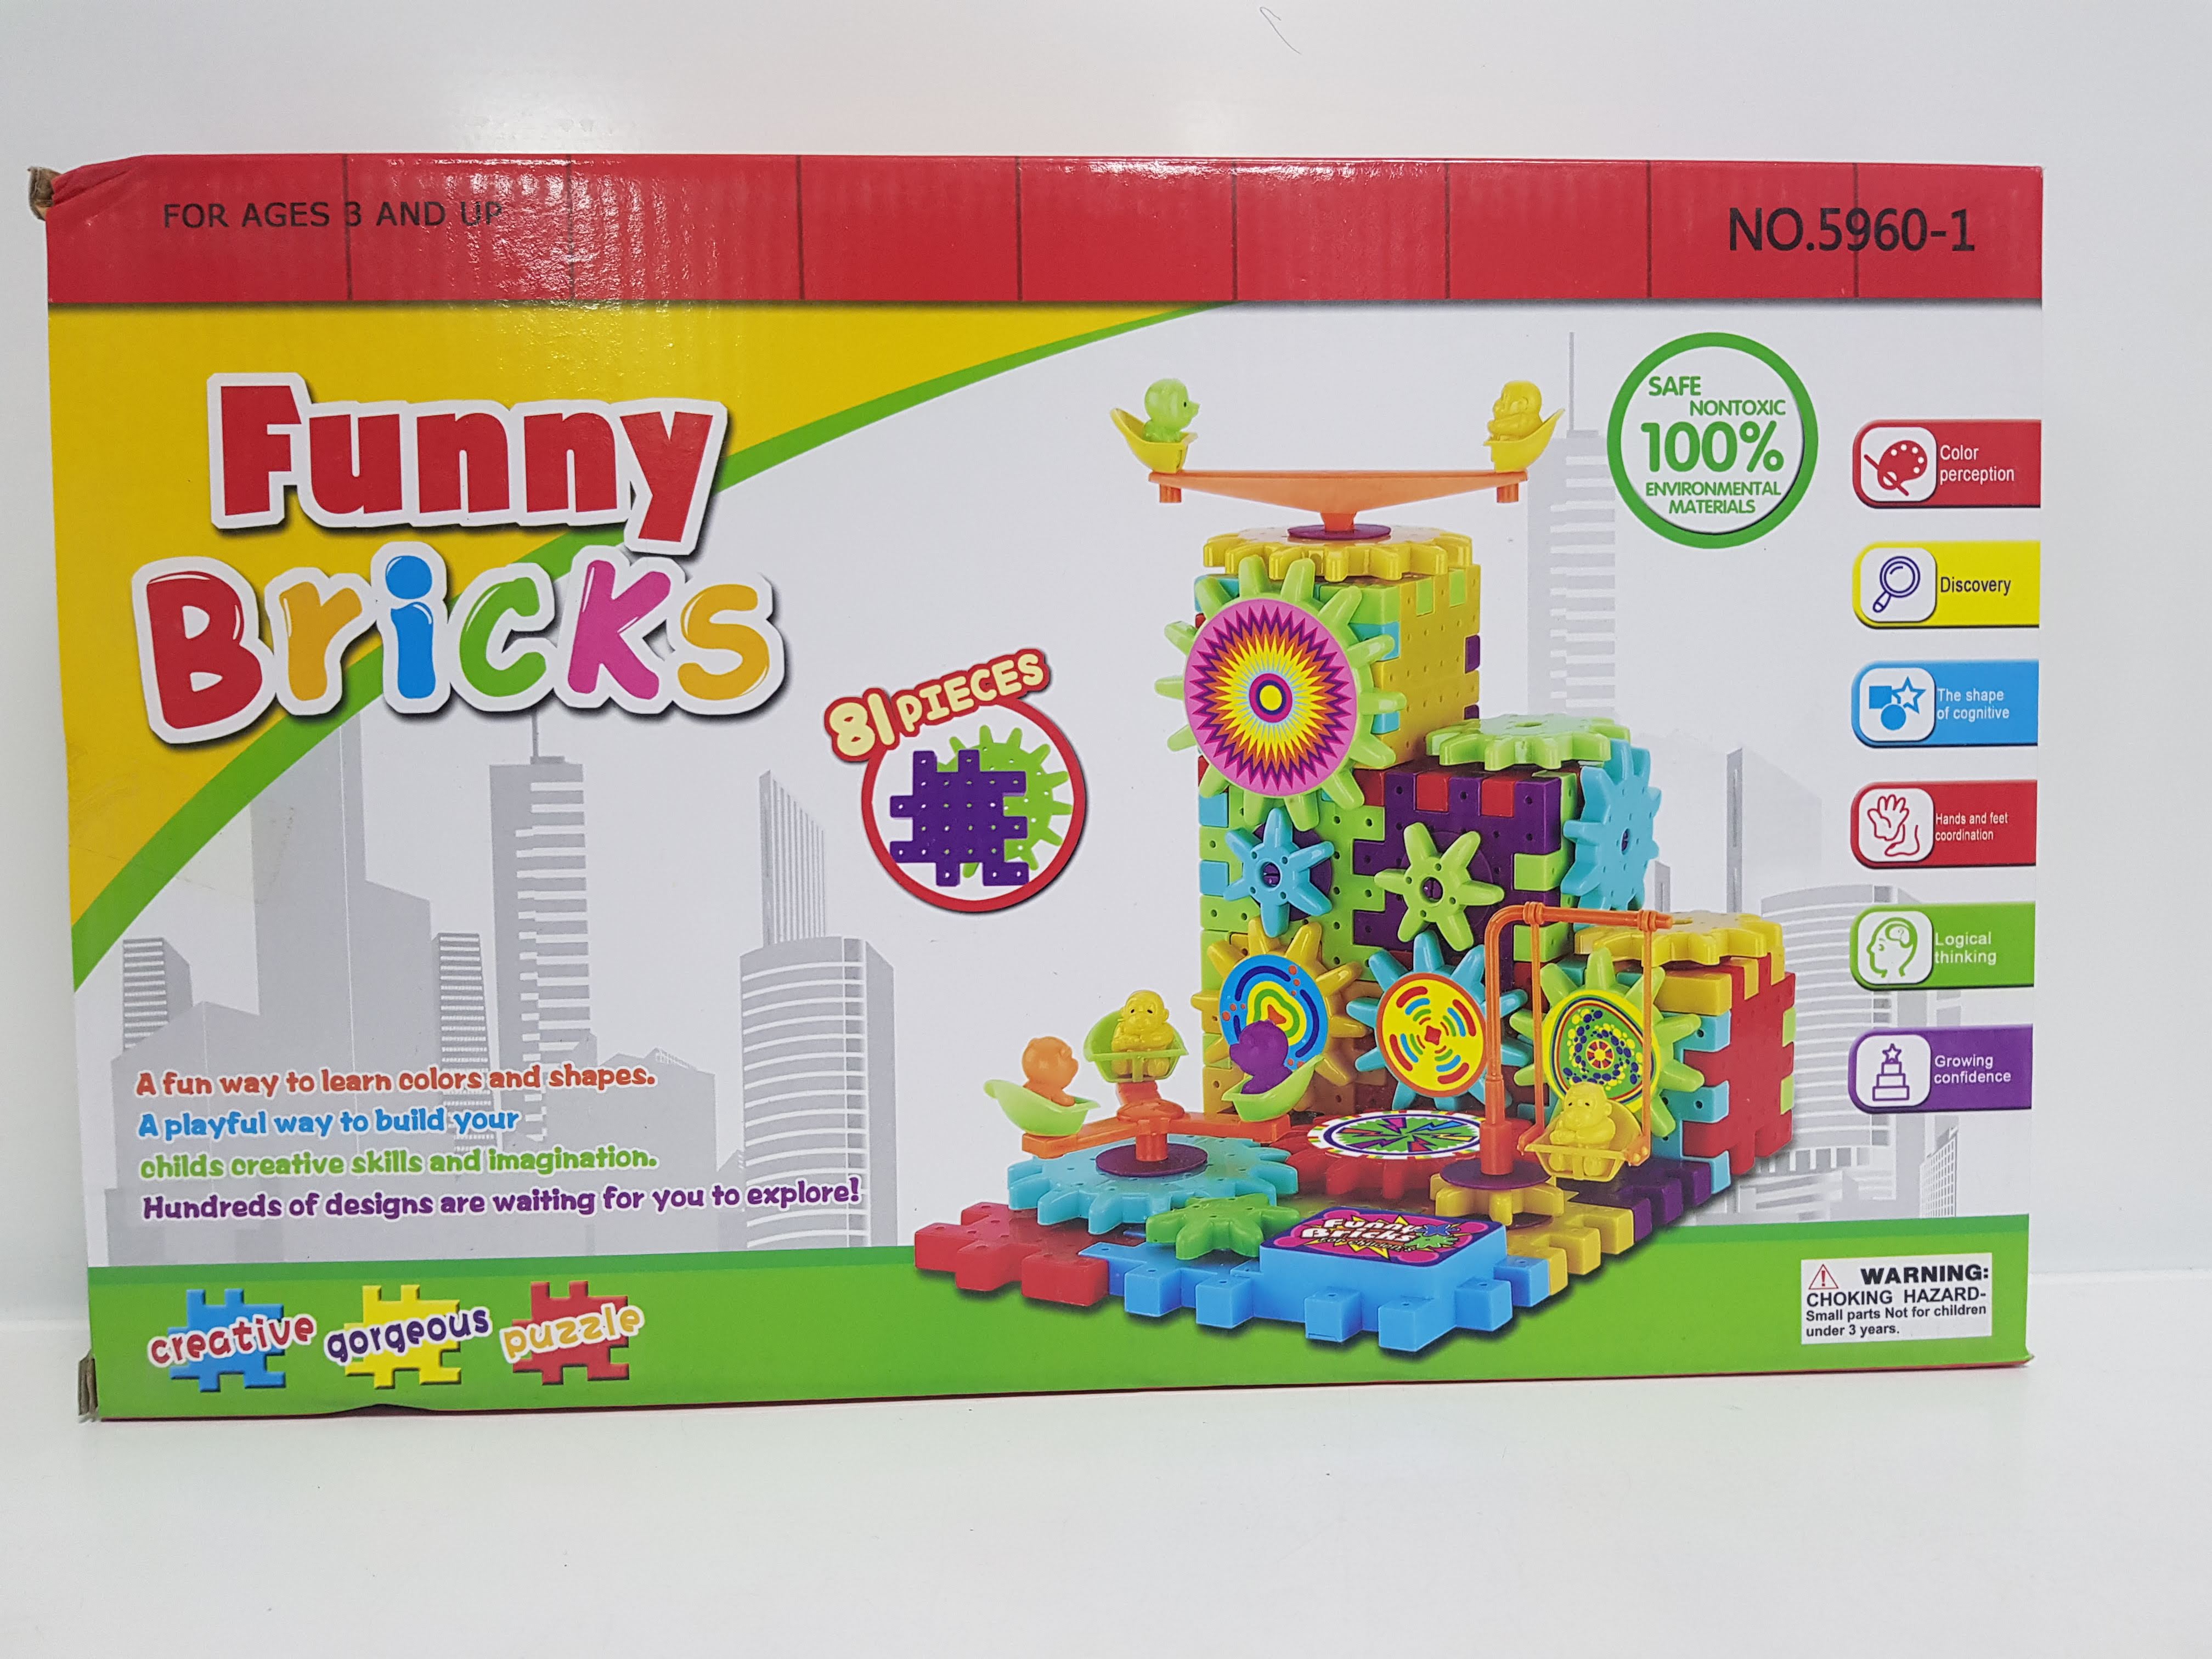 FOR AGES 3 AND UP
NO.5960-1
Funny
Bricks
SAFE
NONTOXIC
100%
ENVIRONMENTAL
MATERIALS
Color
perception
Discovery
The shape
of cognitive
Hands and feet
coordination
Logical
thinking
Growing
confidence
81 PIECES
A fun way to learn colors and shapes.
A playful way to build your
childs creative skills and imagination.
Hundreds of designs are waiting for you to explore!
Funny
Bricks
creative gorgeous puzzle
WARNING:
CHOKING HAZARD-
Small parts Not for children
under 3 years.